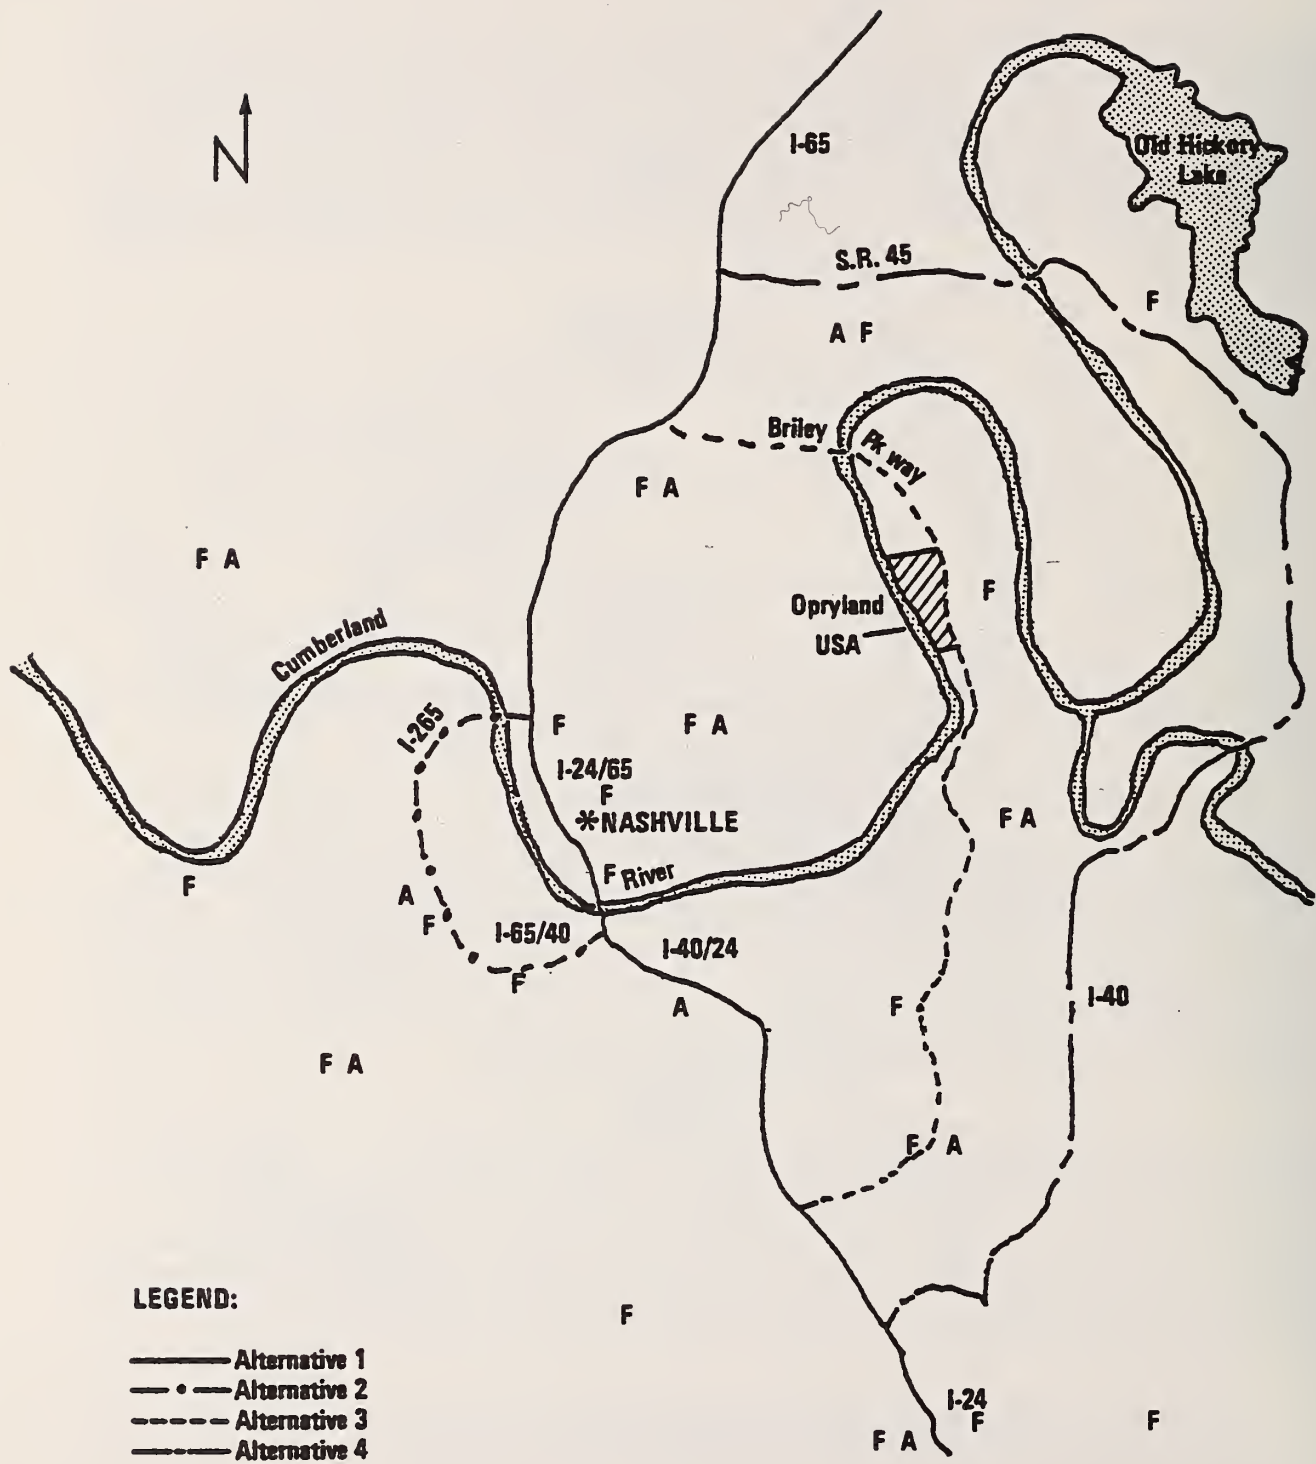 N
I-65
Old Hickory
Lake
S.R. 45
F
A F
Briley
Pk way
F A
F A
F
Opryland
USA
Cumberland
I-265
F
F A
I-24/65
F
*NASHVILLE
F A
F
F River
A
F
I-65/40
I-40/24
F
A
F
I-40
F A
F A
LEGEND:
F
Alternative 1
Alternative 2
Alternative 3
Alternative 4
I-24
F
F A
F